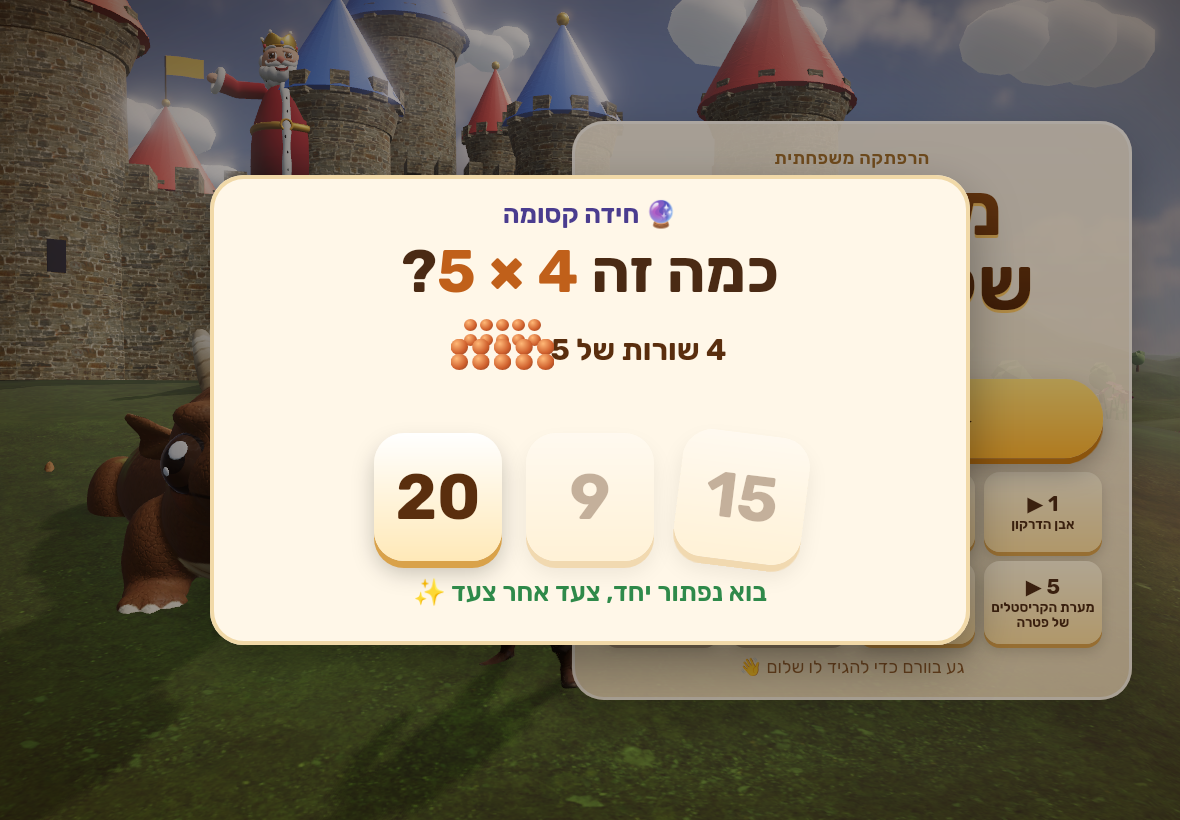 הרפתקה משפחתית
🔮 חידה קסומה
כמה זה 4 × 5?
4 שורות של 5
15
9
20
בוא נפתור יחד, צעד אחר צעד ✨
1 ▶
אבן הדרקון
5 ▶
מערת הקריסטלים
של פטרה
גע בוורם כדי להגיד לו שלום 👋